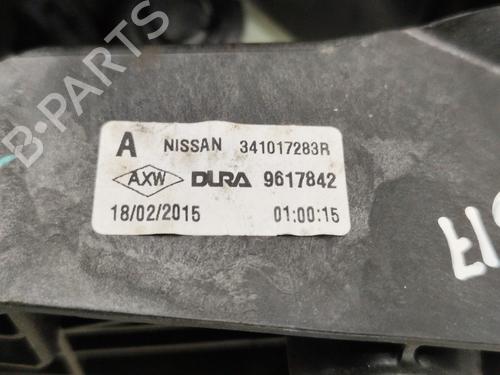 B-PARTS
A NISSAN 341017283R
AXW DURA 9617842
18/02/2015 01:00:15